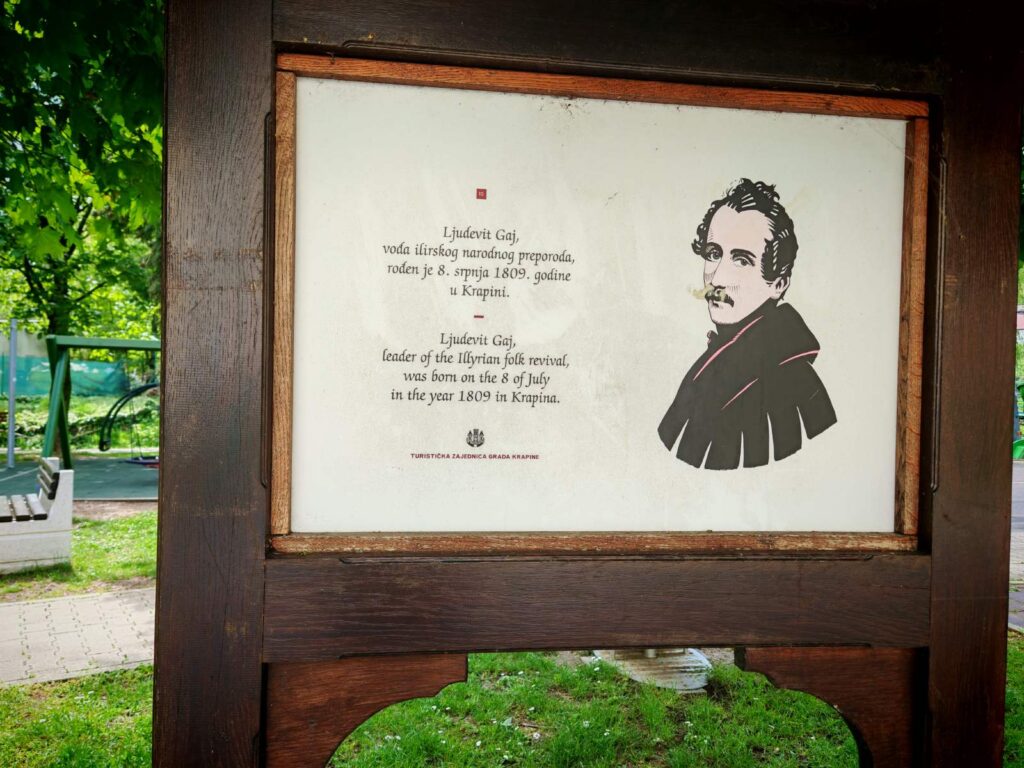 Ljudevit Gaj,
vođa ilirskog narodnog preporoda,
rođen je 8. srpnja 1809. godine
u Krapini.
Ljudevit Gaj,
leader of the Illyrian folk revival,
was born on the 8 of July
in the year 1809 in Krapina.
TURISTIČKA ZAJEDNICA GRADA KRAPINE